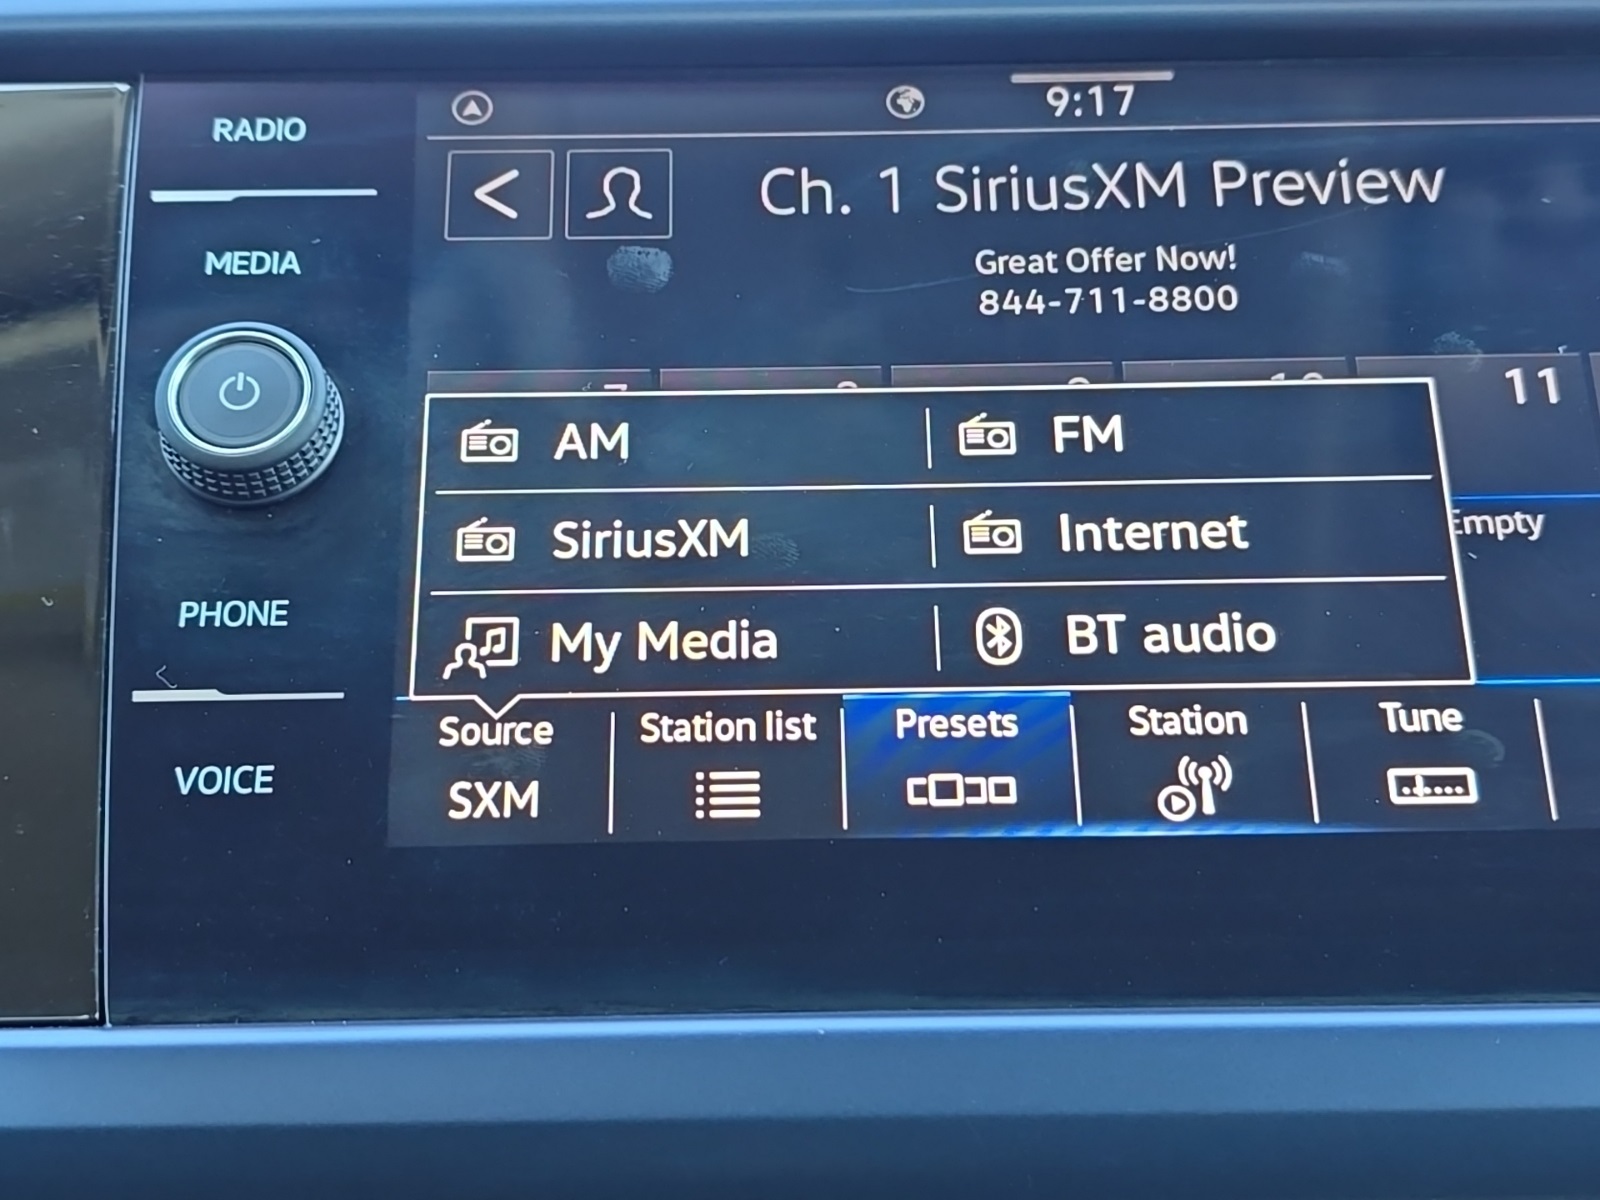 RADIO
9:17
Ch. 1 SiriusXM Preview
MEDIA
Great Offer Now!
844-711-8800
11
AM
FM
SiriusXM
Internet
Empty
My Media
BT audio
PHONE
VOICE
Source
SXM
Station list
Presets
Station
Tune